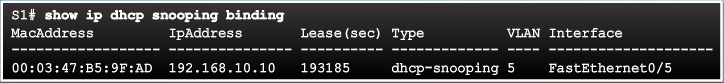 S1# show ip dhcp snooping binding
MacAddress IpAddress Lease(sec) Type VLAN Interface
------------------ --------------- ---------- ------------- ---- --------------------
00:03:47:B5:9F:AD 192.168.10.10 193185 dhcp-snooping 5 FastEthernet0/5